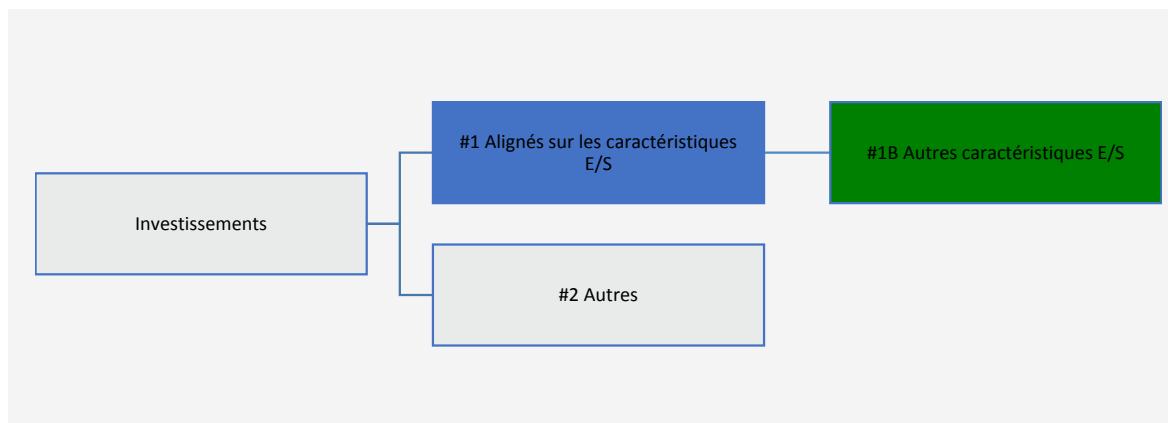 #1 Alignés sur les caractéristiques
E/S
#1B Autres caractéristiques E/S
Investissements
#2 Autres